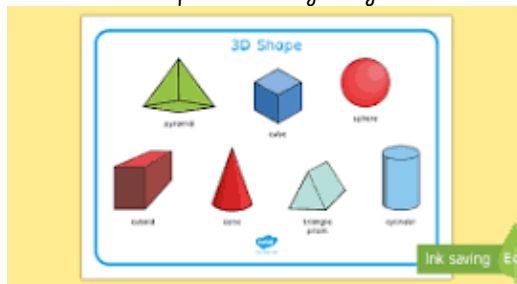 3D Shape
pyramid
cube
sphere
cuboid
cone
triangle
prism
cylinder
Ink saving